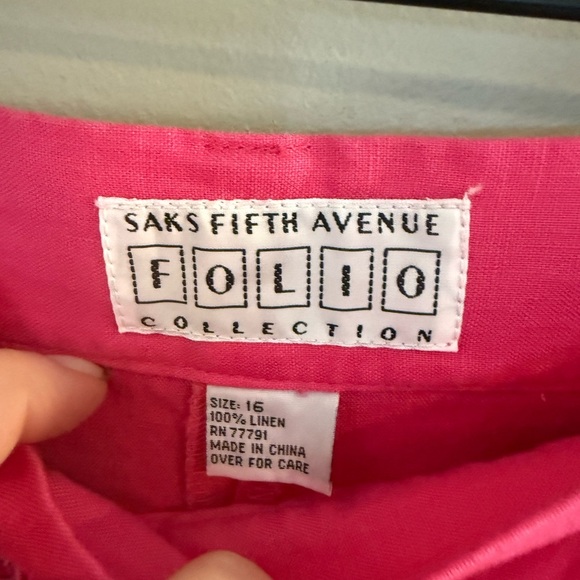 SAKS FIFTH AVENUE
FOLIO
COLLECTION
SIZE: 16
100% LINEN
RN 77791
MADE IN CHINA
OVER FOR CARE